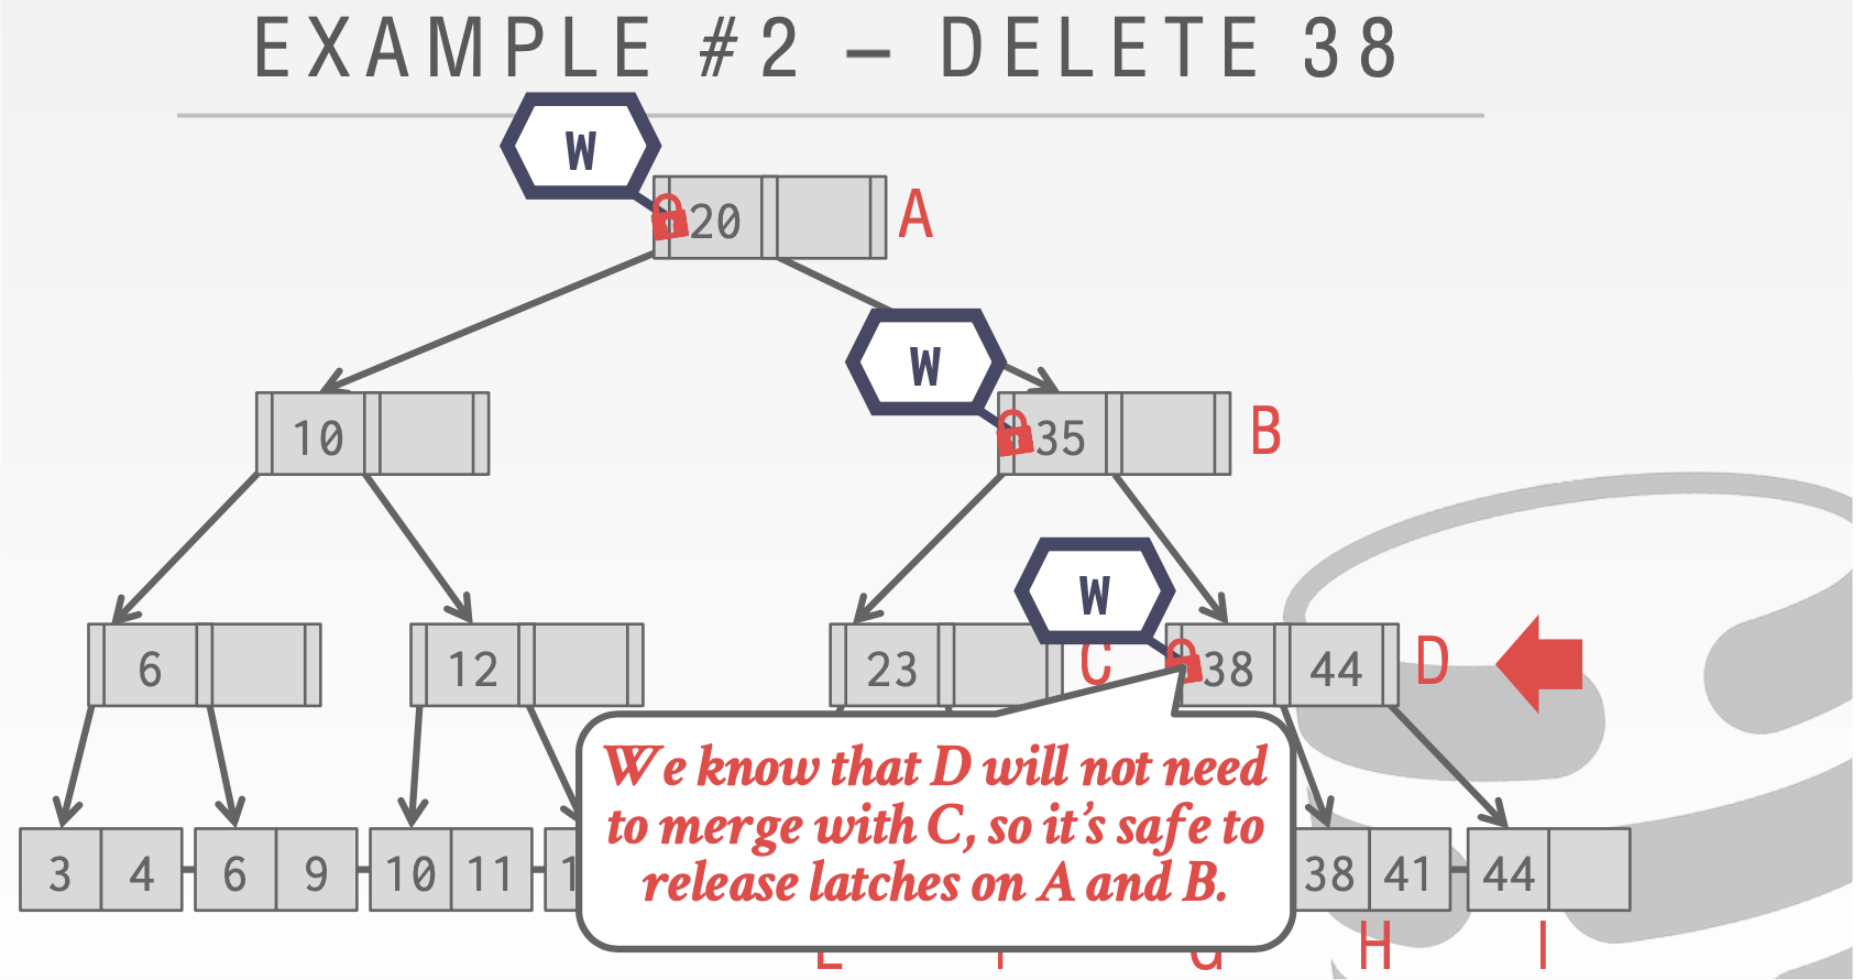 EXAMPLE #2 – DELETE 38
W
20
A
W
10
35
B
W
6
12
23
C
38
44
D
We know that D will not need
to merge with C, so it's safe to
release latches on A and B.
3
4
6
9
10
11
1
38
41
44
H
I